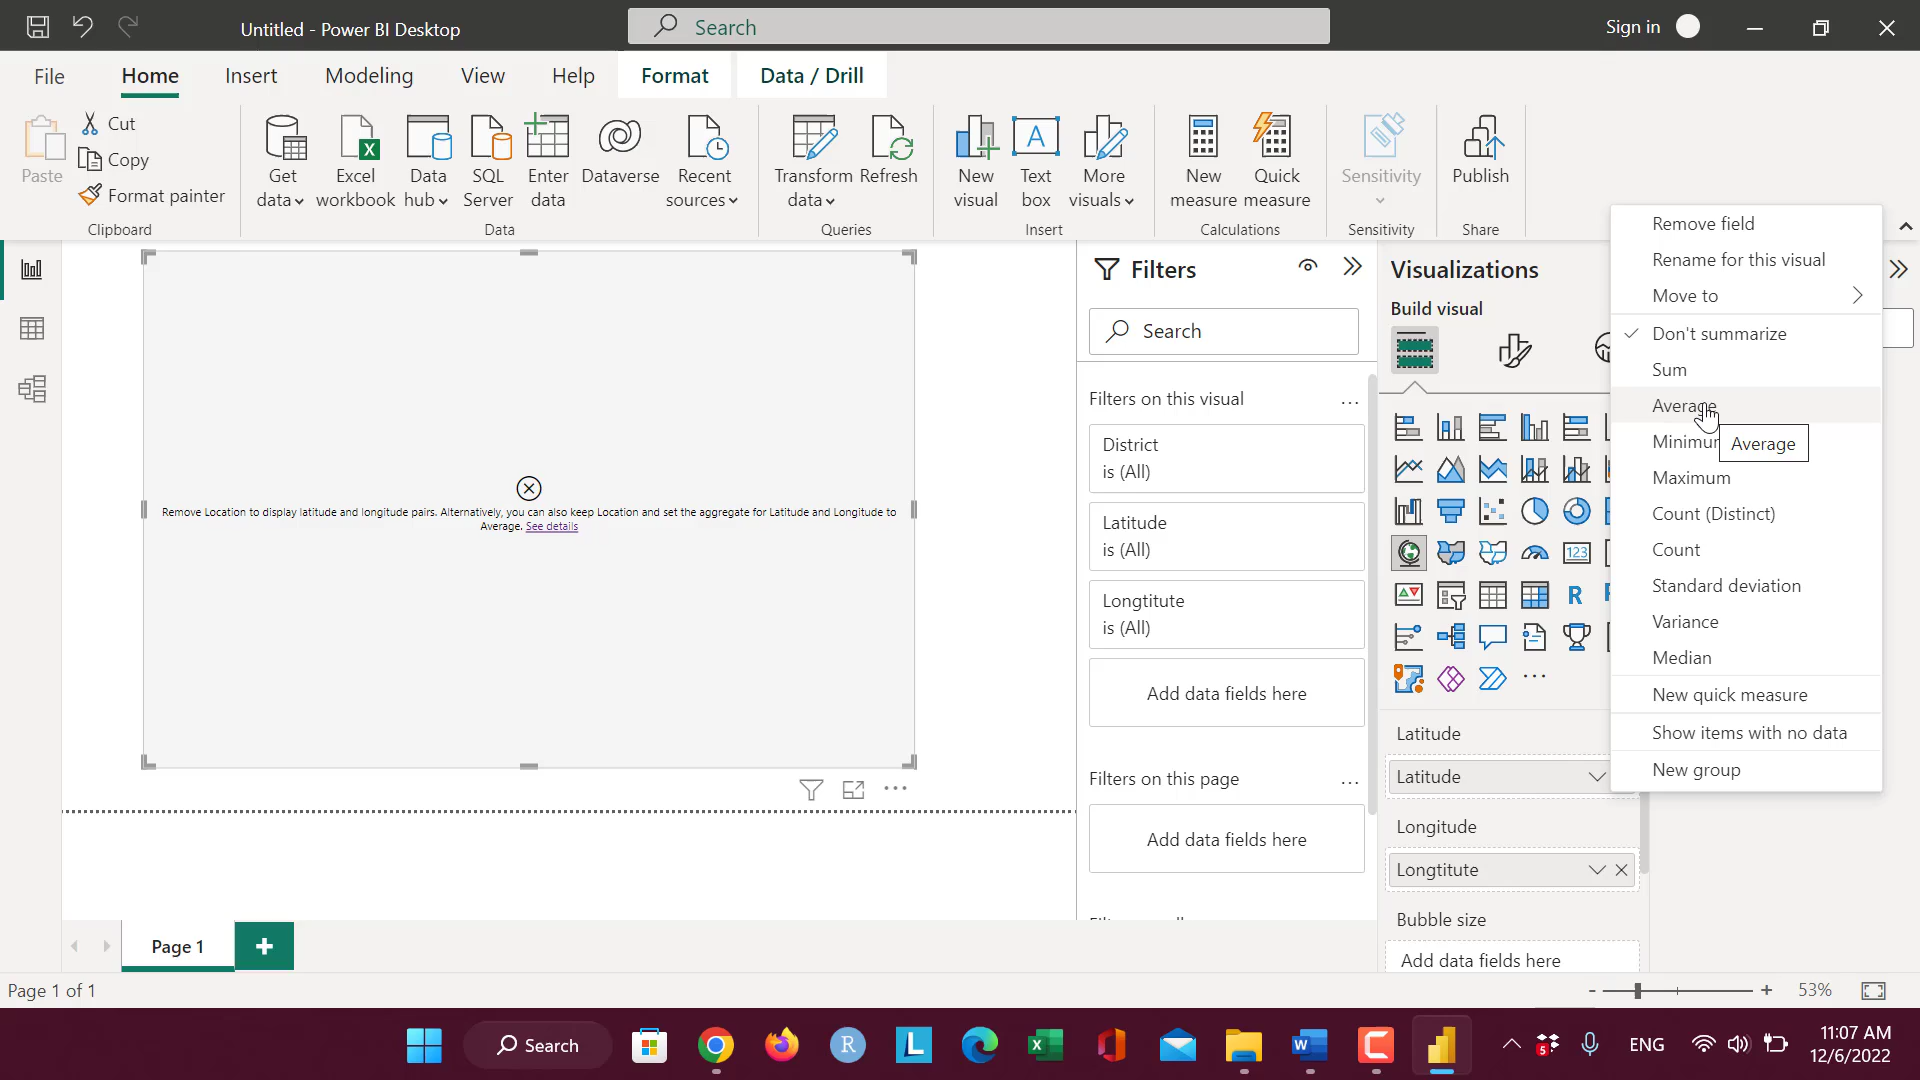 Untitled - Power BI Desktop
Search
Sign in
File
Home
Insert
Modeling
View
Help
Format
Data / Drill
Paste
Cut
Copy
Format painter
Clipboard
Get data
Excel workbook
Data hub
SQL Server
Enter data
Dataverse
Recent sources
Data
Transform data
Refresh
Queries
New visual
Text box
More visuals
Insert
New measure
Quick measure
Calculations
Sensitivity
Sensitivity
Publish
Share
Remove Location to display latitude and longitude pairs. Alternatively, you can also keep Location and set the aggregate for Latitude and Longitude to
Average. See details
Filters
Search
Filters on this visual
...
District
is (All)
Latitude
is (All)
Longtitute
is (All)
Add data fields here
Filters on this page
...
Add data fields here
Visualizations
Build visual
123
R
...
Latitude
Latitude
Longitude
Longtitute
Bubble size
Add data fields here
Remove field
Rename for this visual
Move to
Don't summarize
Sum
Average
Minimum
Average
Maximum
Count (Distinct)
Count
Standard deviation
Variance
Median
New quick measure
Show items with no data
New group
Page 1
Page 1 of 1
- + 53%
Search
R
L
5
ENG
11:07 AM
12/6/2022